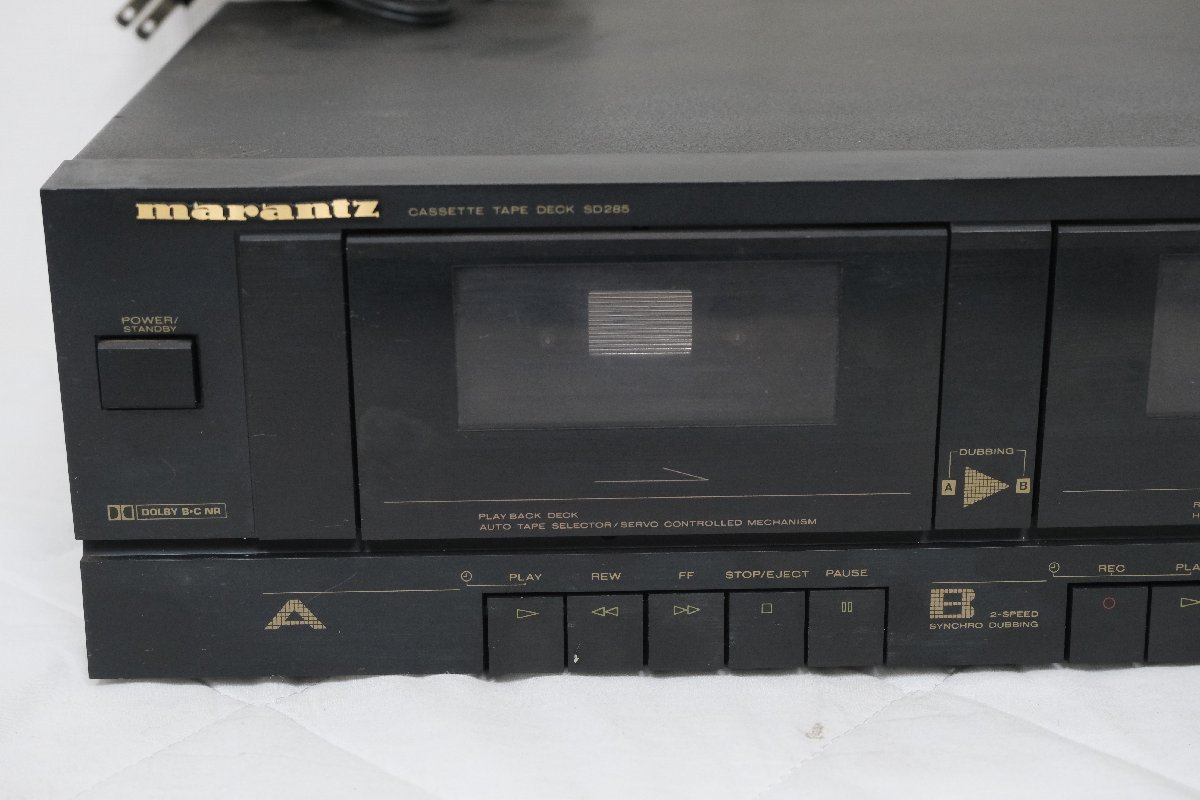 marantz CASSETTE TAPE DECK SD285
POWER/
STANDBY
DUBBING
A B
DOLBY B·C NR
PLAY BACK DECK
AUTO TAPE SELECTOR/SERVO CONTROLLED MECHANISM
PLAY REW FF STOP/EJECT PAUSE
REC PLA
A
B 2-SPEED
SYNCHRO DUBBING